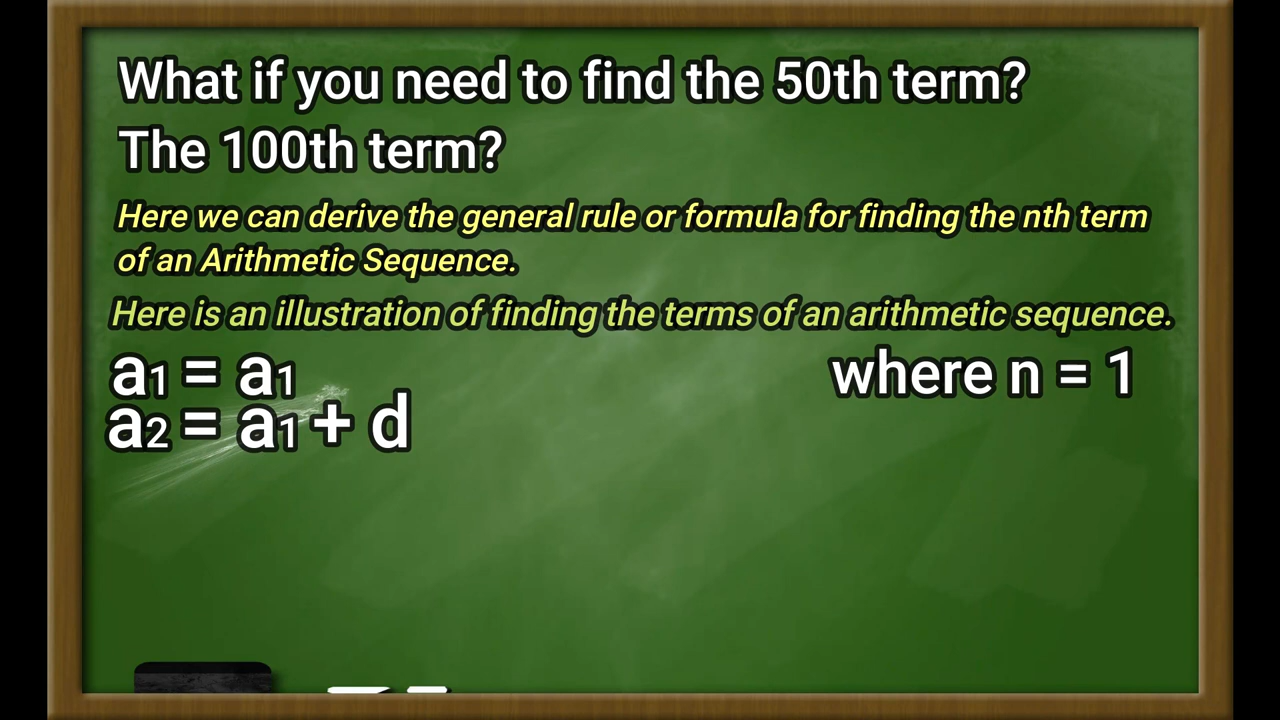 What if you need to find the 50th term?
The 100th term?
Here we can derive the general rule or formula for finding the nth term
of an Arithmetic Sequence.
Here is an illustration of finding the terms of an arithmetic sequence.
a1 = a1 where n = 1
a2 = a1 + d